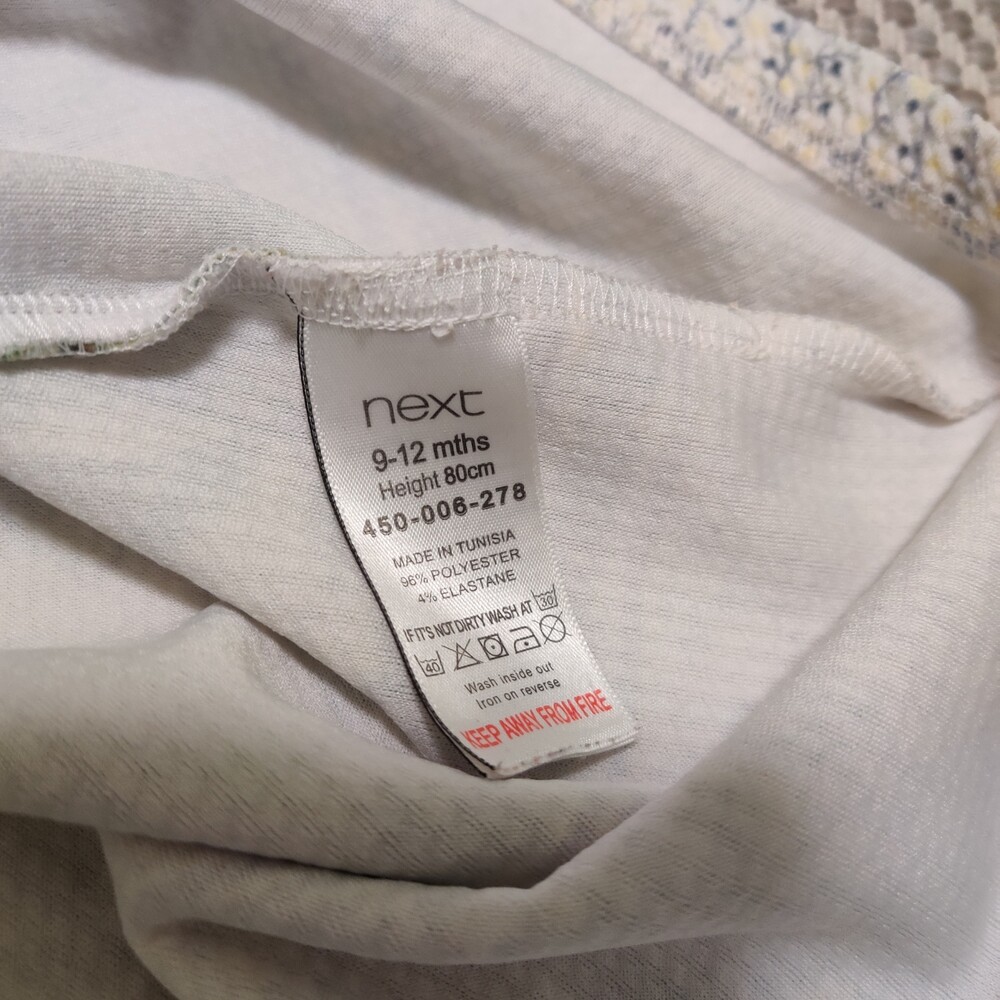 next
9-12 mths
Height 80cm
450-006-278
MADE IN TUNISIA
96% POLYESTER
4% ELASTANE
IF IT'S NOT DIRTY WASH AT 30
40
Wash inside out
Iron on reverse
KEEP AWAY FROM FIRE